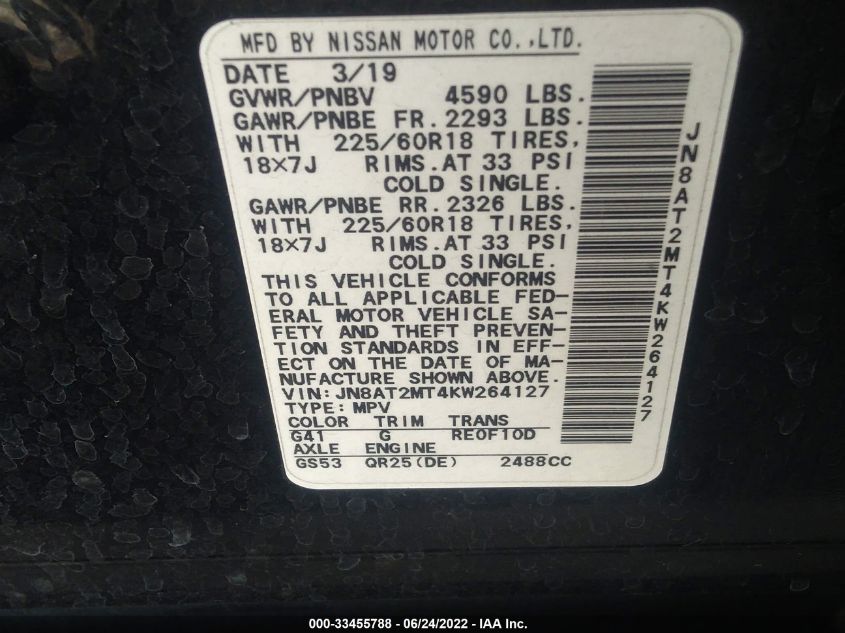 MFD BY NISSAN MOTOR CO.,LTD.
DATE 3/19
GVWR/PNBV 4590 LBS.
GAWR/PNBE FR.2293 LBS.
WITH 225/60R18 TIRES,
18×7J RIMS.AT 33 PSI
COLD SINGLE.
GAWR/PNBE RR.2326 LBS.
WITH 225/60R18 TIRES,
18×7J RIMS.AT 33 PSI
COLD SINGLE.
THIS VEHICLE CONFORMS
TO ALL APPLICABLE FED-
ERAL MOTOR VEHICLE SA-
FETY AND THEFT PREVEN-
TION STANDARDS IN EFF-
ECT ON THE DATE OF MA-
NUFACTURE SHOWN ABOVE.
VIN:JN8AT2MT4KW264127
TYPE:MPV
COLOR TRIM TRANS
G41 G RE0F10D
AXLE ENGINE
GS53 QR25(DE) 2488CC
JN8AT2MT4KW264127
000-33455788 - 06/24/2022 - IAA Inc.